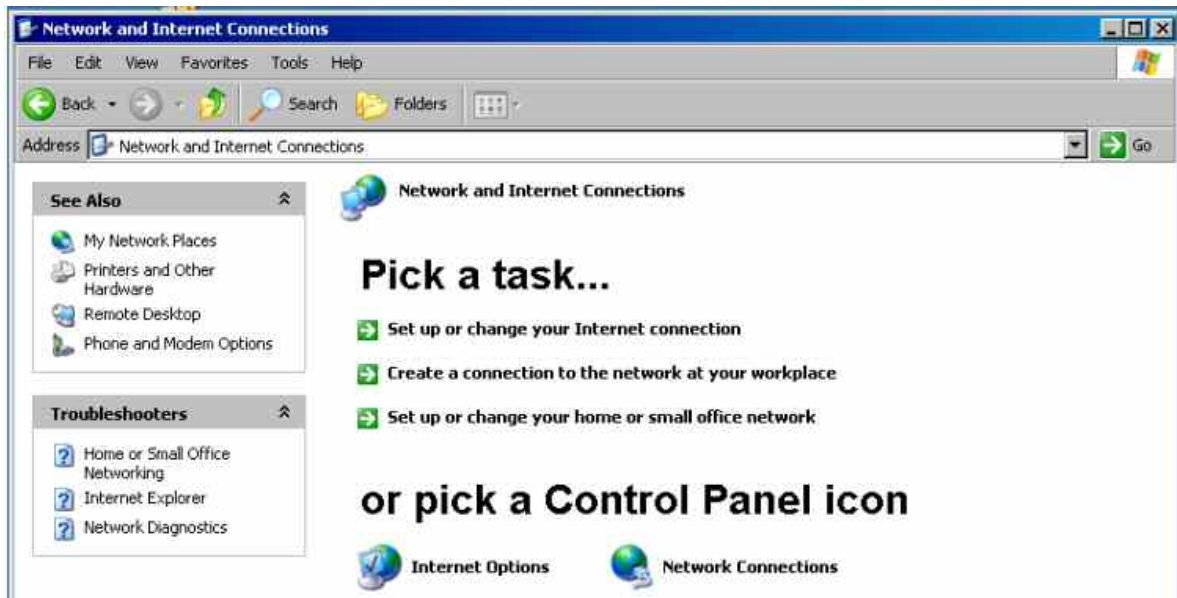 Network and Internet Connections
File Edit View Favorites Tools Help
Back Search Folders
Address Network and Internet Connections Go
See Also
My Network Places
Printers and Other
Hardware
Remote Desktop
Phone and Modem Options
Troubleshooters
Home or Small Office
Networking
Internet Explorer
Network Diagnostics
Network and Internet Connections
Pick a task...
Set up or change your Internet connection
Create a connection to the network at your workplace
Set up or change your home or small office network
or pick a Control Panel icon
Internet Options Network Connections